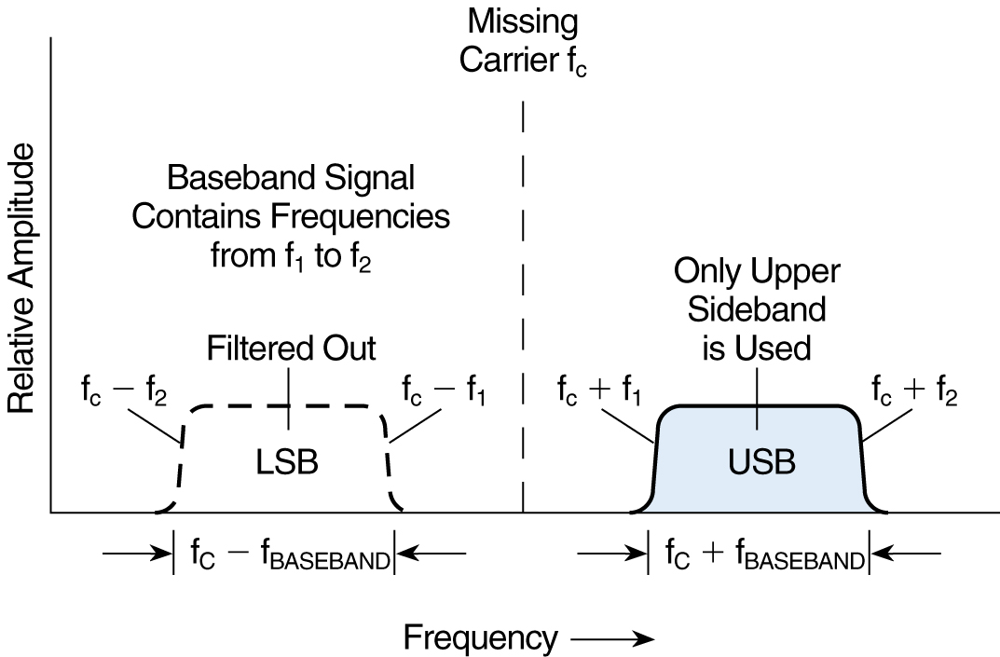 Missing
Carrier fc
Relative Amplitude
Baseband Signal
Contains Frequencies
from f1 to f2
Only Upper
Sideband
is Used
Filtered Out
fc − f2
fc − f1
fc + f1
fc + f2
LSB
USB
fC − fBASEBAND
fC + fBASEBAND
Frequency